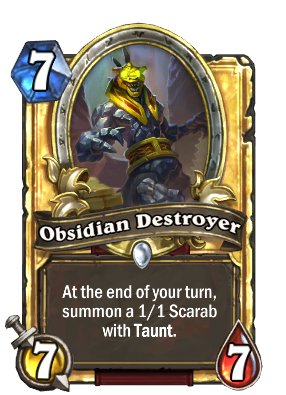 7
Obsidian Destroyer
At the end of your turn,
summon a 1/1 Scarab
with Taunt.
7
7